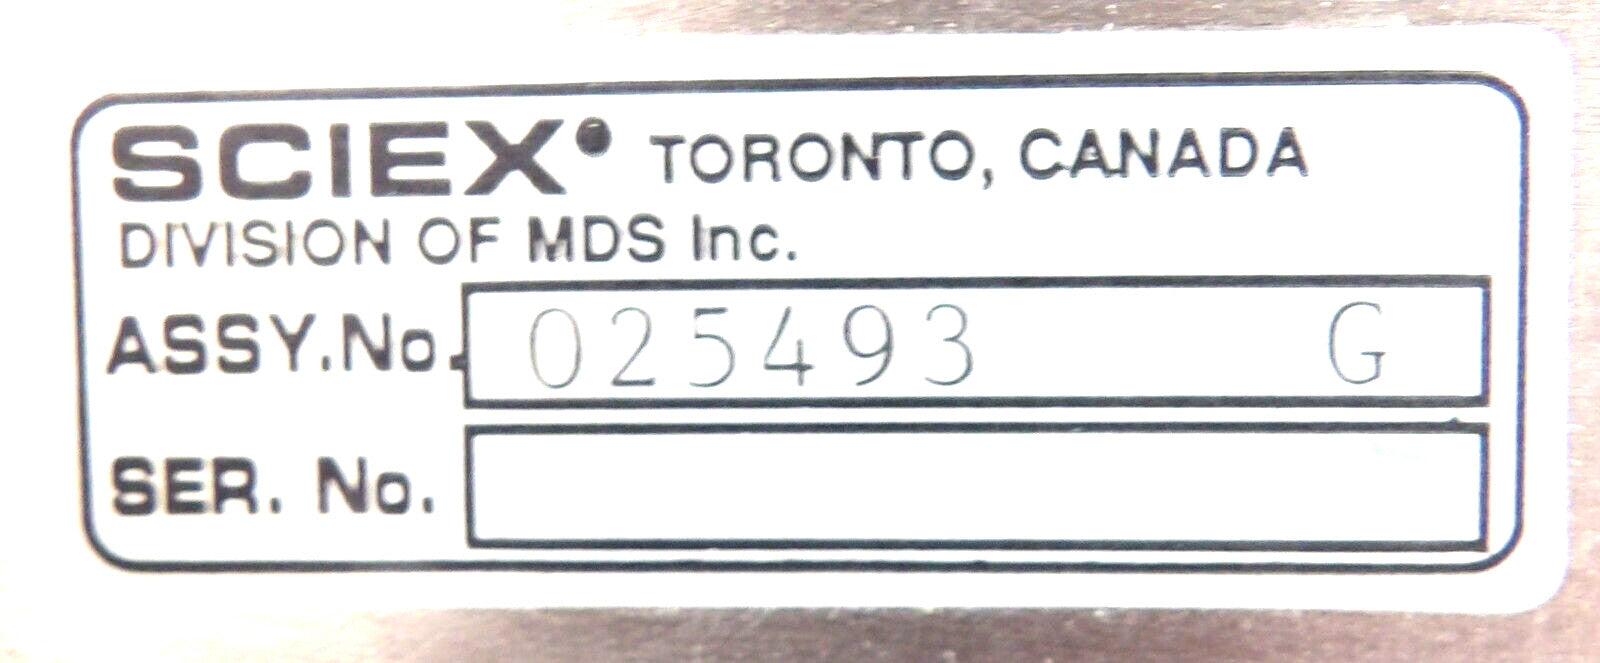 SCIEX® TORONTO, CANADA
DIVISION OF MDS Inc.
ASSY.No. 025493 G
SER. No.